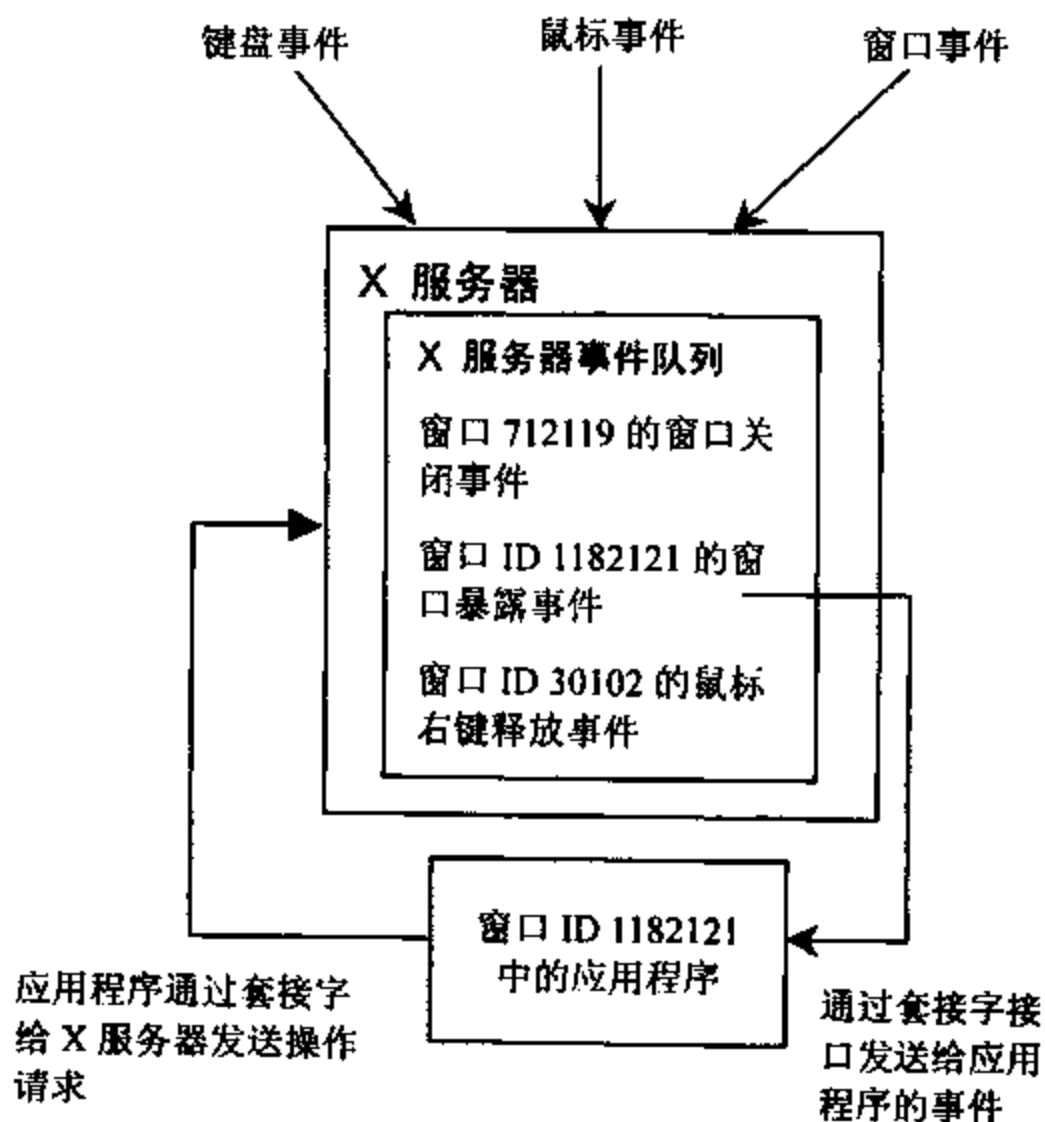 键盘事件
鼠标事件
窗口事件
X 服务器
X 服务器事件队列
窗口 712119 的窗口关
闭事件
窗口 ID 1182121 的窗
口暴露事件
窗口 ID 30102 的鼠标
右键释放事件
窗口 ID 1182121
中的应用程序
应用程序通过套接字
给 X 服务器发送操作
请求
通过套接字接
口发送给应用
程序的事件